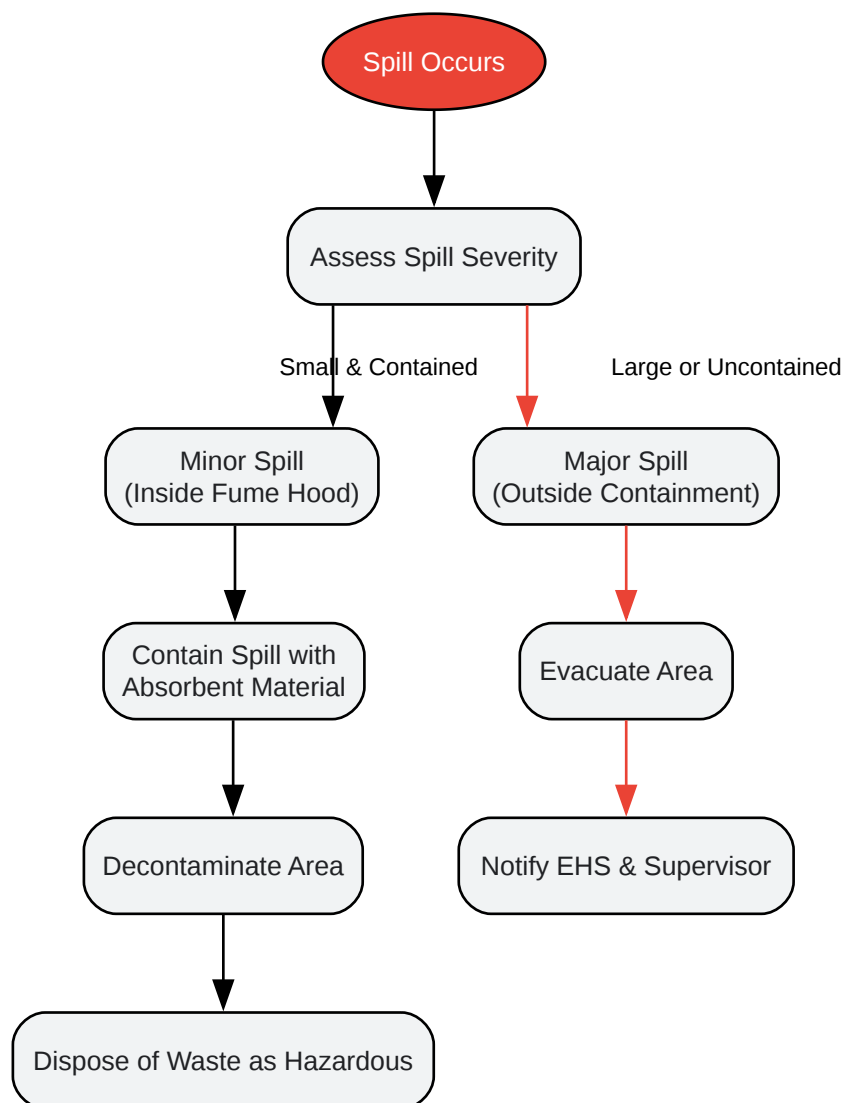 Spill Occurs
Assess Spill Severity
Small & Contained
Large or Uncontained
Minor Spill
(Inside Fume Hood)
Major Spill
(Outside Containment)
Contain Spill with
Absorbent Material
Evacuate Area
Decontaminate Area
Notify EHS & Supervisor
Dispose of Waste as Hazardous